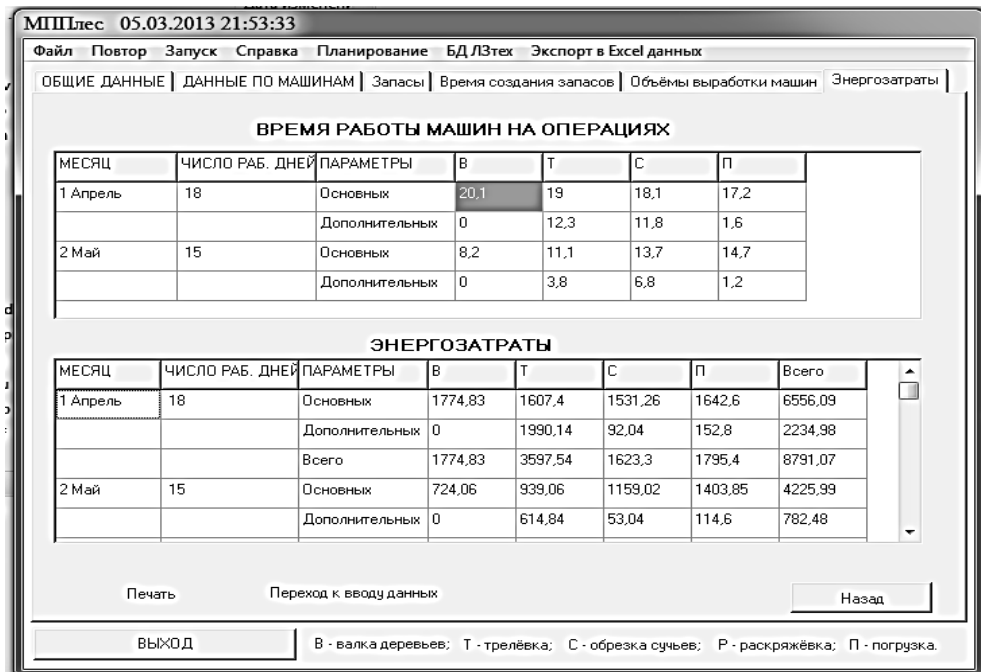 МППлес 05.03.2013 21:53:33
Файл Повтор Запуск Справка Планирование БД ЛЗтех Экспорт в Excel данных
ОБЩИЕ ДАННЫЕ ДАННЫЕ ПО МАШИНАМ Запасы Время создания запасов Объёмы выработки машин Энергозатраты
ВРЕМЯ РАБОТЫ МАШИН НА ОПЕРАЦИЯХ
МЕСЯЦ ЧИСЛО РАБ. ДНЕЙ ПАРАМЕТРЫ В Т С П
1 Апрель 18 Основных 20,1 19 18,1 17,2
Дополнительных 0 12,3 11,8 1,6
2 Май 15 Основных 8,2 11,1 13,7 14,7
Дополнительных 0 3,8 6,8 1,2
ЭНЕРГОЗАТРАТЫ
МЕСЯЦ ЧИСЛО РАБ. ДНЕЙ ПАРАМЕТРЫ В Т С П Всего
1 Апрель 18 Основных 1774,83 1607,4 1531,26 1642,6 6556,09
Дополнительных 0 1990,14 92,04 152,8 2234,98
Всего 1774,83 3597,54 1623,3 1795,4 8791,07
2 Май 15 Основных 724,06 939,06 1159,02 1403,85 4225,99
Дополнительных 0 614,84 53,04 114,6 782,48
Печать Переход к вводу данных Назад
ВЫХОД В - валка деревьев; Т - трелёвка; С - обрезка сучьев; Р - раскряжёвка; П - погрузка.